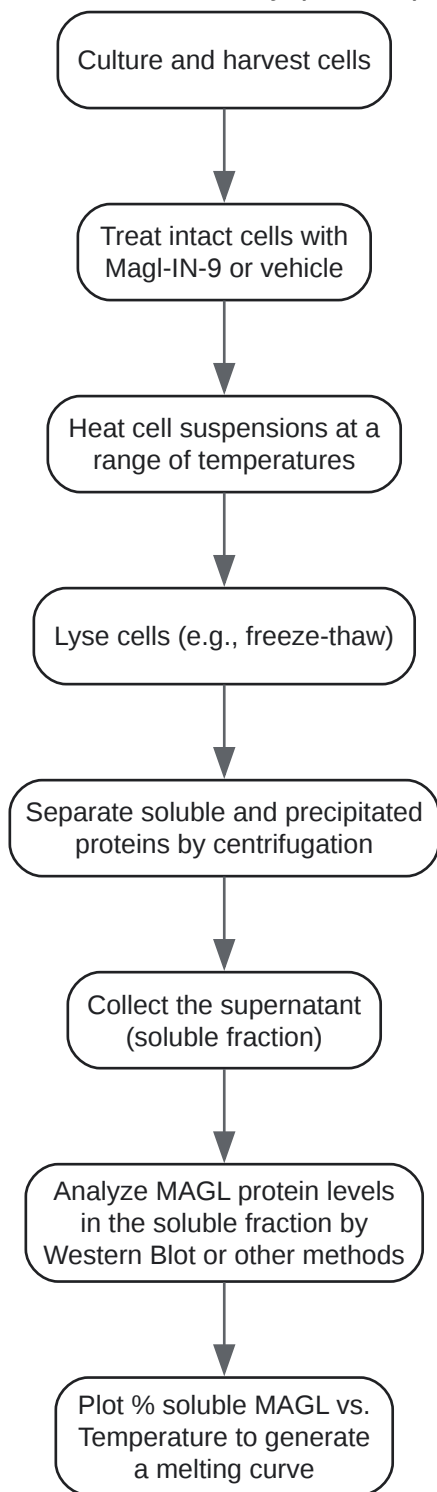 Culture and harvest cells
Treat intact cells with
Magl-IN-9 or vehicle
Heat cell suspensions at a
range of temperatures
Lyse cells (e.g., freeze-thaw)
Separate soluble and precipitated
proteins by centrifugation
Collect the supernatant
(soluble fraction)
Analyze MAGL protein levels
in the soluble fraction by
Western Blot or other methods
Plot % soluble MAGL vs.
Temperature to generate
a melting curve